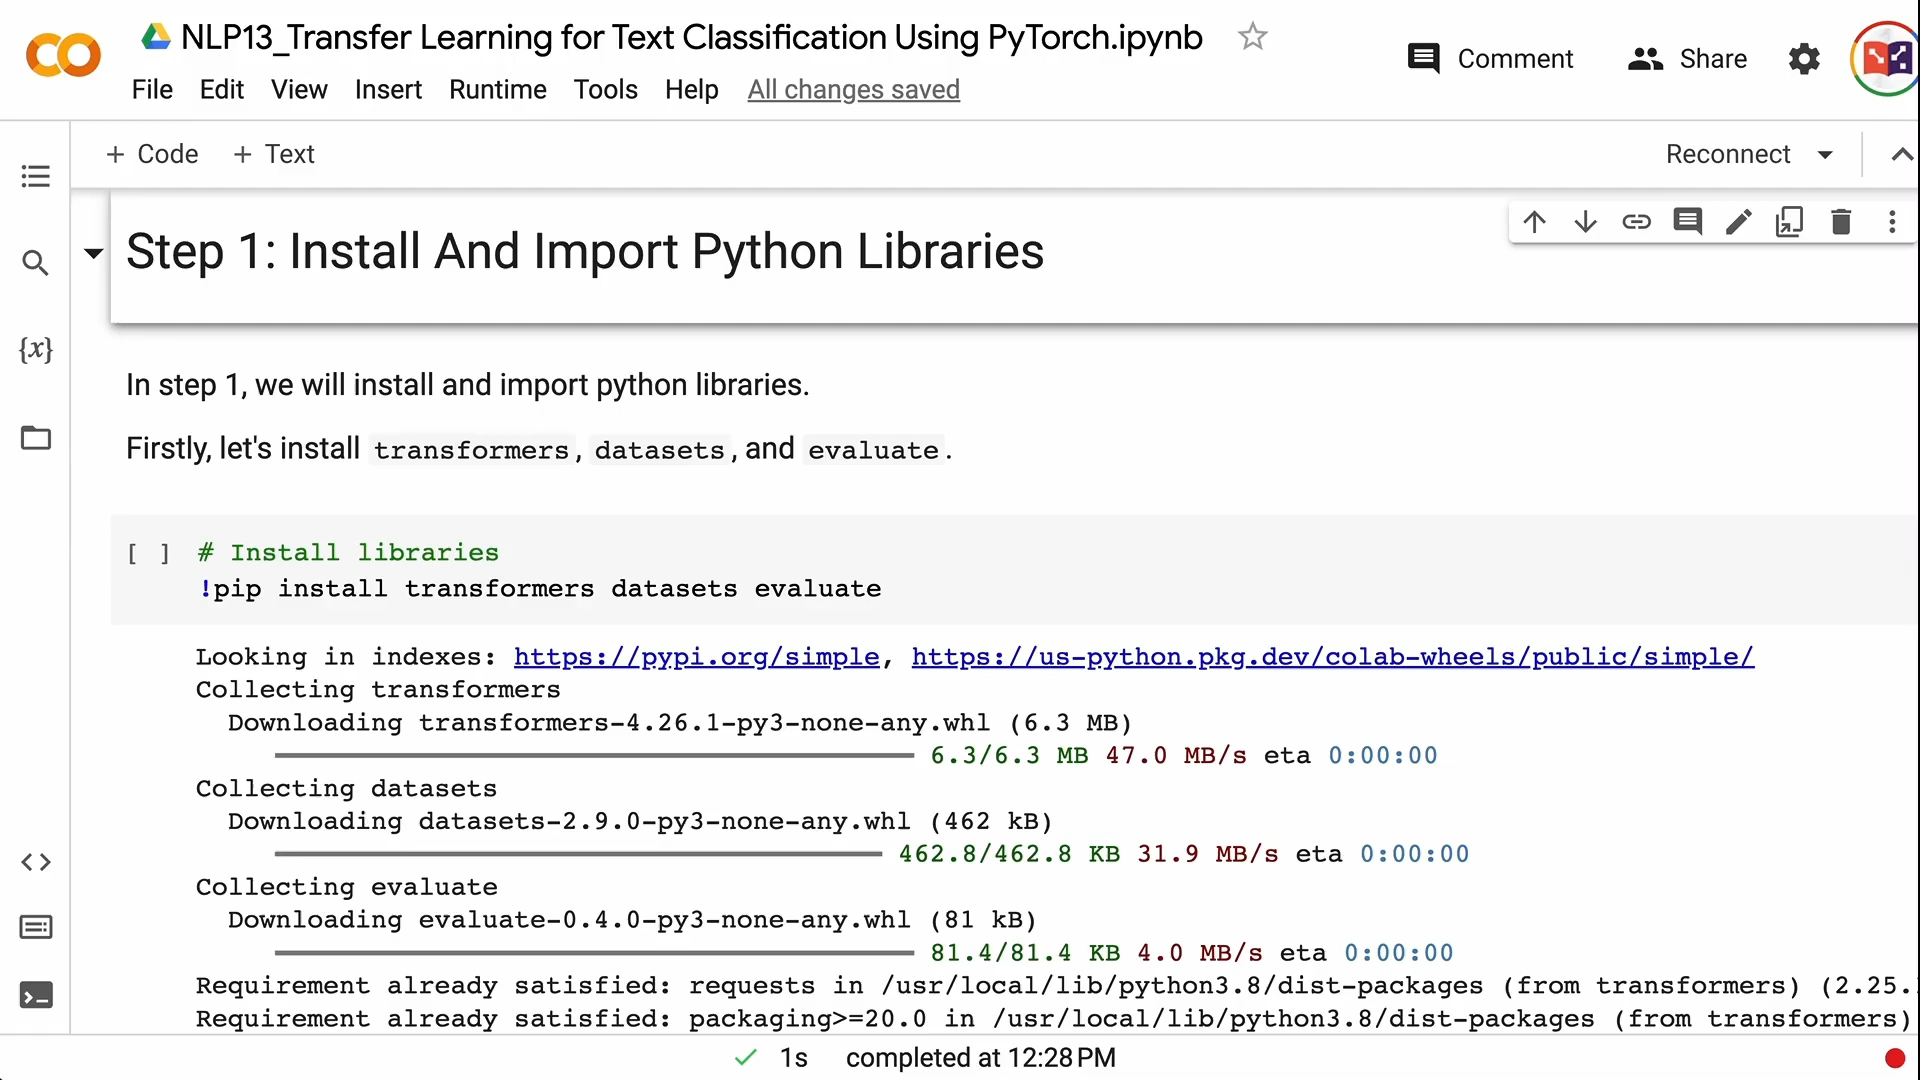 NLP13_Transfer Learning for Text Classification Using PyTorch.ipynb
Comment
Share
File Edit View Insert Runtime Tools Help All changes saved
+ Code + Text
Reconnect
Step 1: Install And Import Python Libraries
{x}
In step 1, we will install and import python libraries.
Firstly, let's install transformers, datasets, and evaluate.
[ ] # Install libraries
!pip install transformers datasets evaluate
Looking in indexes: https://pypi.org/simple, https://us-python.pkg.dev/colab-wheels/public/simple/
Collecting transformers
Downloading transformers-4.26.1-py3-none-any.whl (6.3 MB)
6.3/6.3 MB 47.0 MB/s eta 0:00:00
Collecting datasets
Downloading datasets-2.9.0-py3-none-any.whl (462 kB)
462.8/462.8 KB 31.9 MB/s eta 0:00:00
Collecting evaluate
Downloading evaluate-0.4.0-py3-none-any.whl (81 kB)
81.4/81.4 KB 4.0 MB/s eta 0:00:00
Requirement already satisfied: requests in /usr/local/lib/python3.8/dist-packages (from transformers) (2.25.
Requirement already satisfied: packaging>=20.0 in /usr/local/lib/python3.8/dist-packages (from transformers)
1s completed at 12:28 PM